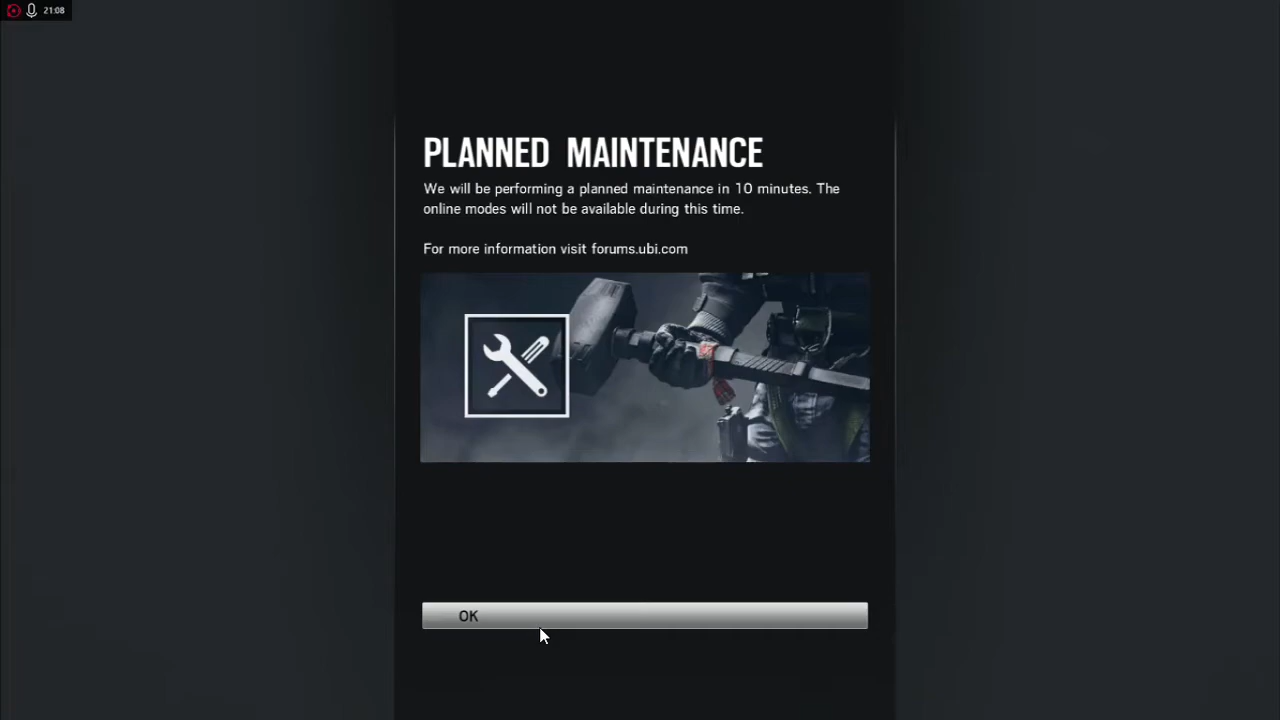 21:08
PLANNED MAINTENANCE
We will be performing a planned maintenance in 10 minutes. The
online modes will not be available during this time.
For more information visit forums.ubi.com
OK